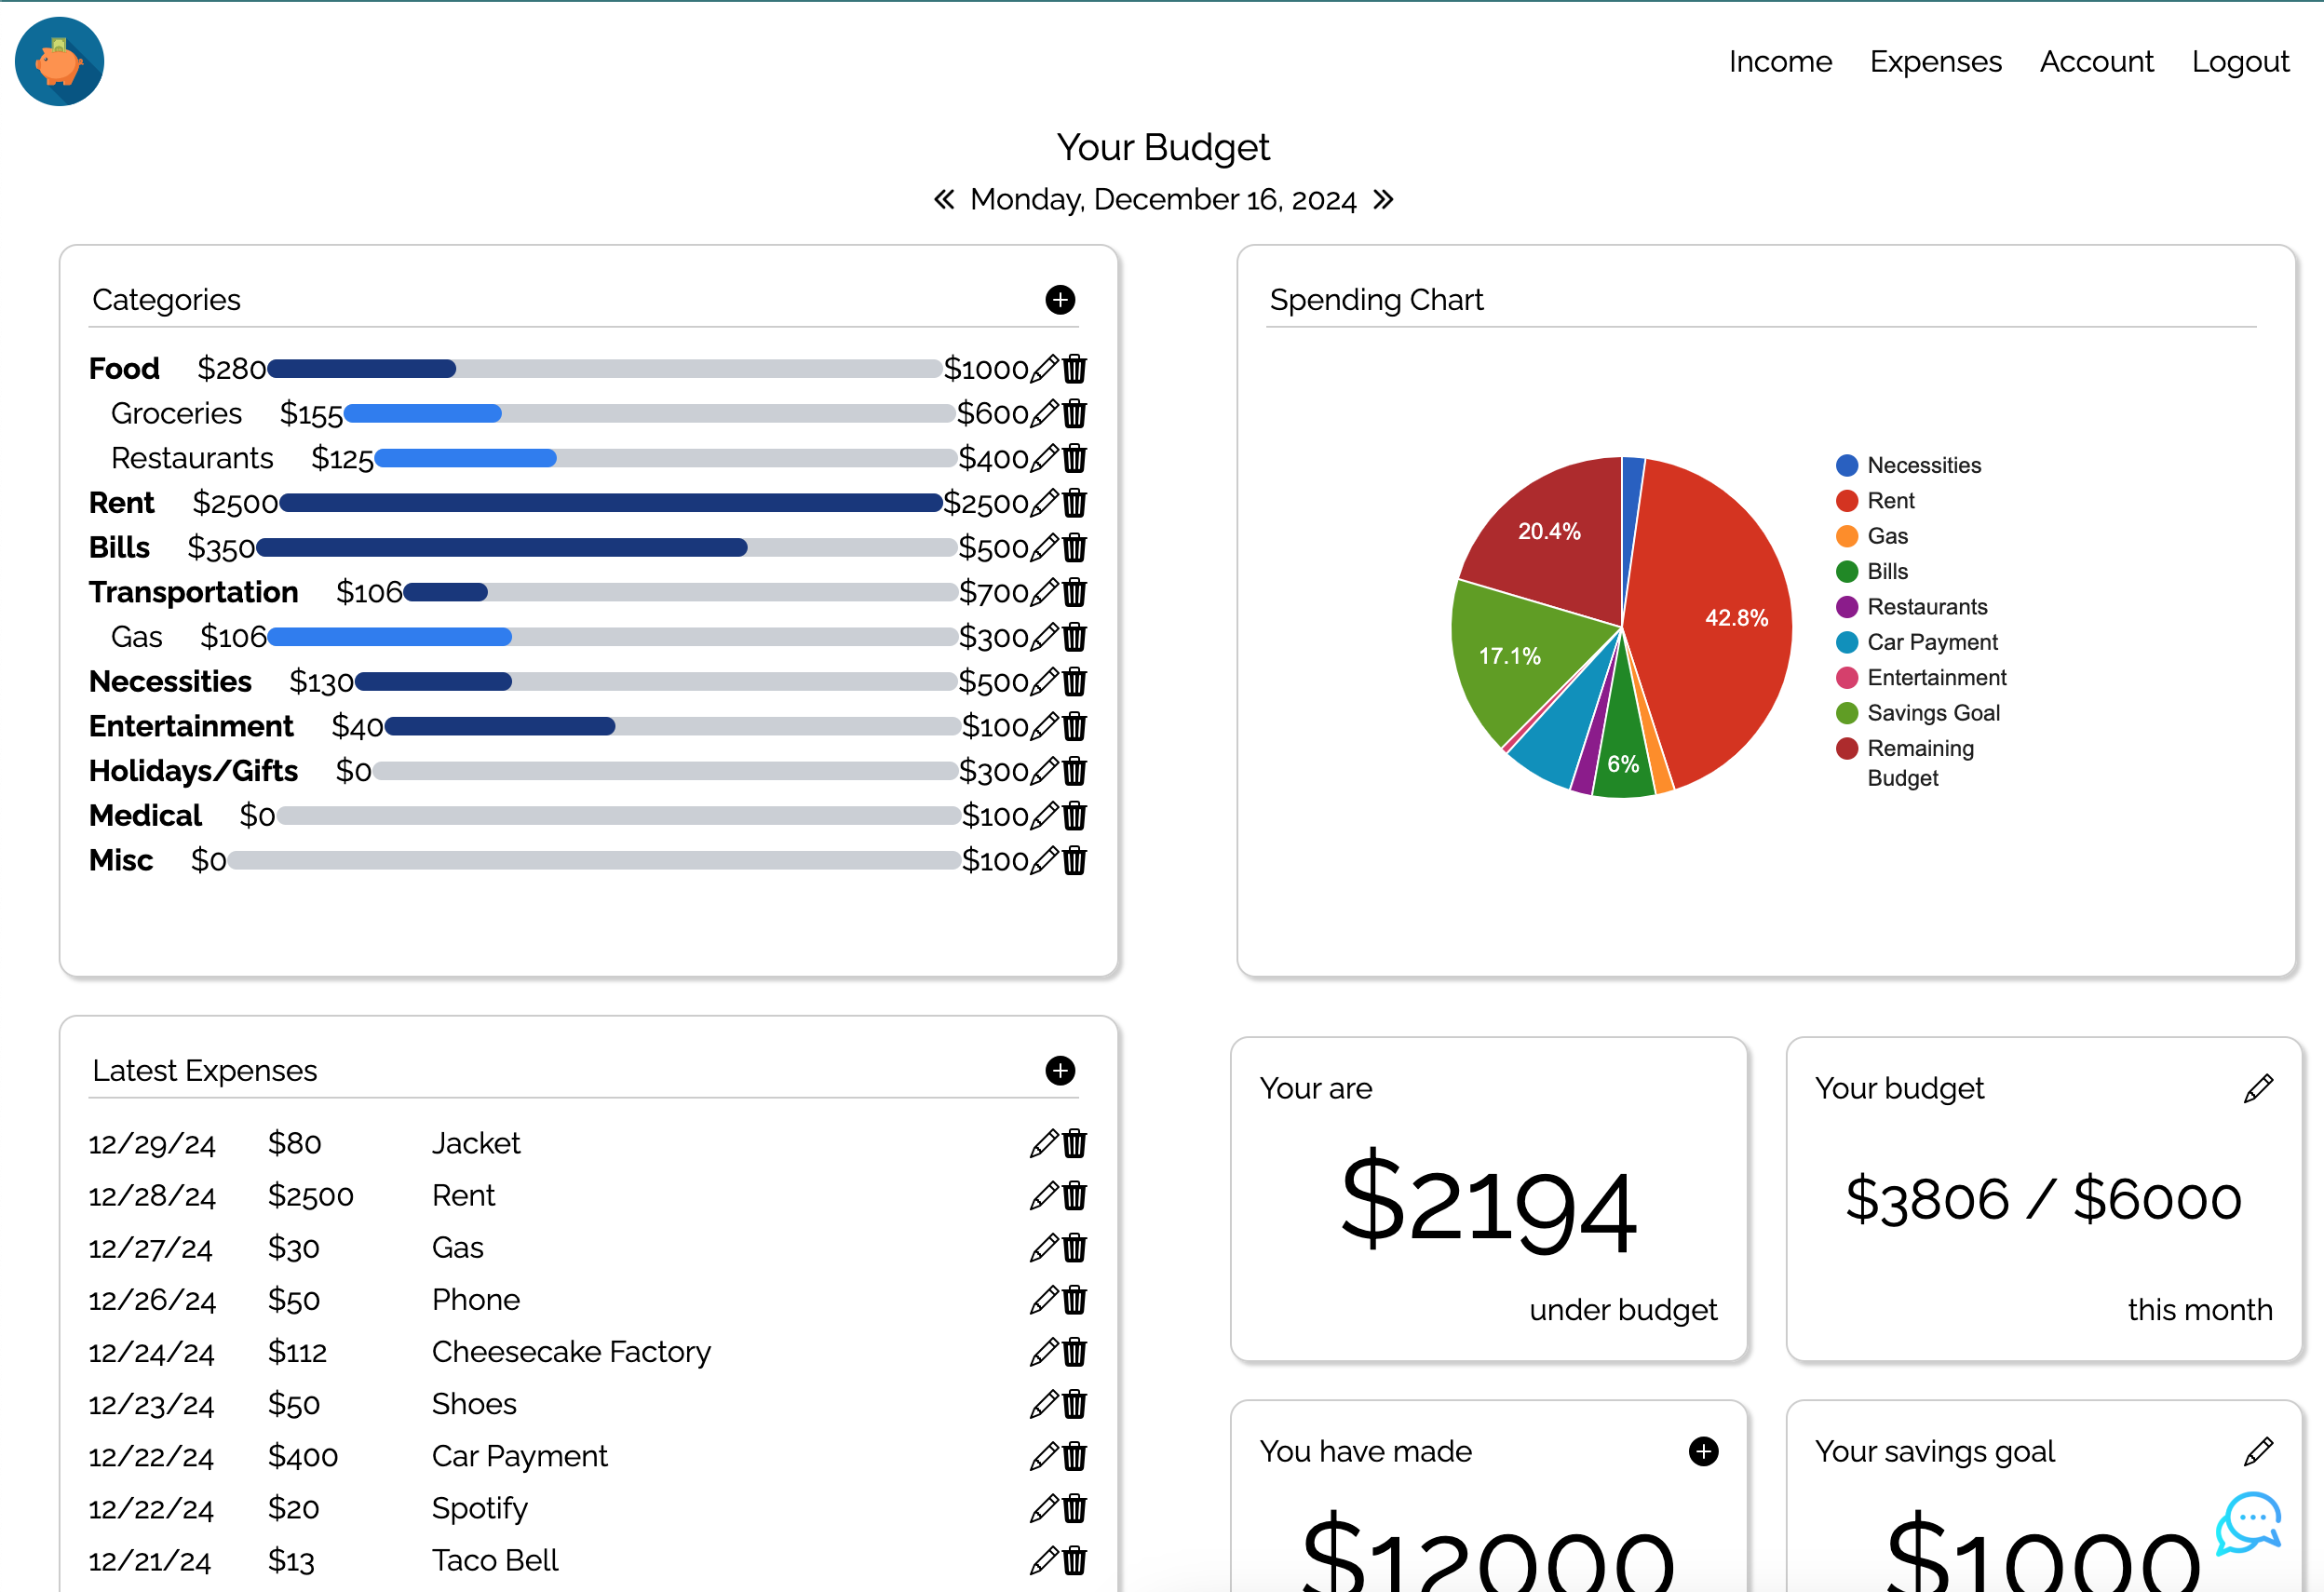 Income Expenses Account Logout
Your Budget
« Monday, December 16, 2024 »
Categories
Food $280 $1000
Groceries $155 $600
Restaurants $125 $400
Rent $2500 $2500
Bills $350 $500
Transportation $106 $700
Gas $106 $300
Necessities $130 $500
Entertainment $40 $100
Holidays/Gifts $0 $300
Medical $0 $100
Misc $0 $100
Spending Chart
20.4%
42.8%
17.1%
6%
Necessities
Rent
Gas
Bills
Restaurants
Car Payment
Entertainment
Savings Goal
Remaining
Budget
Latest Expenses
12/29/24 $80 Jacket
12/28/24 $2500 Rent
12/27/24 $30 Gas
12/26/24 $50 Phone
12/24/24 $112 Cheesecake Factory
12/23/24 $50 Shoes
12/22/24 $400 Car Payment
12/22/24 $20 Spotify
12/21/24 $13 Taco Bell
Your are
$2194
under budget
Your budget
$3806 / $6000
this month
You have made
$12000
Your savings goal
$1000